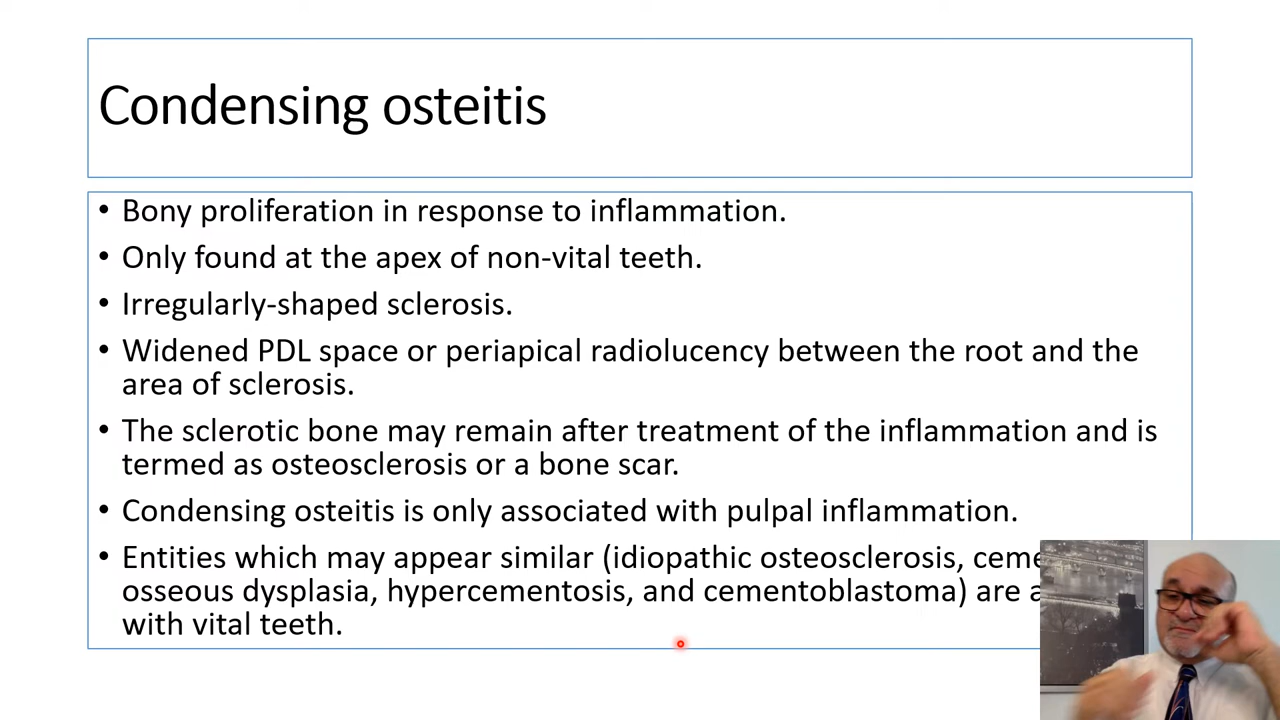 Condensing osteitis
• Bony proliferation in response to inflammation.
• Only found at the apex of non-vital teeth.
• Irregularly-shaped sclerosis.
• Widened PDL space or periapical radiolucency between the root and the
area of sclerosis.
• The sclerotic bone may remain after treatment of the inflammation and is
termed as osteosclerosis or a bone scar.
• Condensing osteitis is only associated with pulpal inflammation.
• Entities which may appear similar (idiopathic osteosclerosis,
osseous dysplasia, hypercementosis, and cementoblastoma) are
with vital teeth.